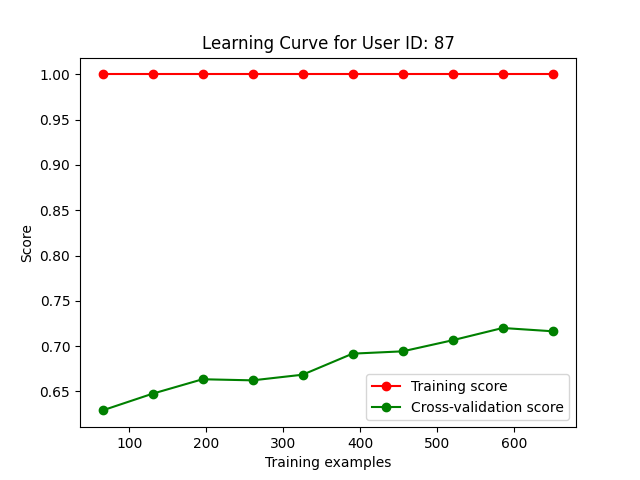 Learning Curve for User ID: 87
1.00
0.95
0.90
0.85
0.80
0.75
0.70
0.65
Score
Training score
Cross-validation score
100 200 300 400 500 600
Training examples